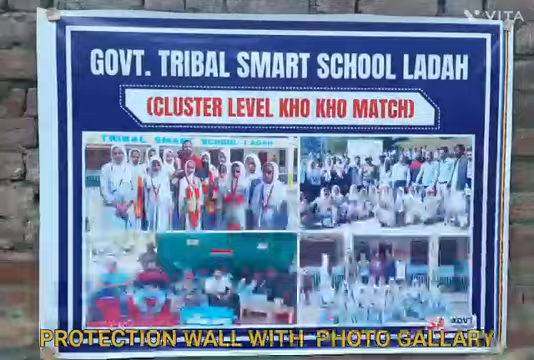 VITA
GOVT. TRIBAL SMART SCHOOL LADAH
(CLUSTER LEVEL KHO KHO MATCH)
TRIBAL SMART SCHOOL LADAH
PROTECTION WALL WITH PHOTO GALLARY